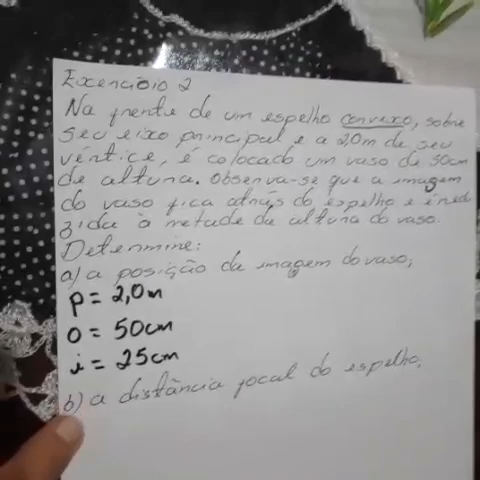 Exercício 2
Na frente de um espelho convexo, sobre
seu eixo principal e a 2,0m de seu
vértice, é colocado um vaso de 50cm
de altura. Observa-se que a imagem
do vaso fica atrás do espelho e é red
zida à metade da altura do vaso.
Determine:
a) a posição da imagem do vaso;
p = 2,0m
o = 50cm
i = 25cm
b) a distância focal do espelho;